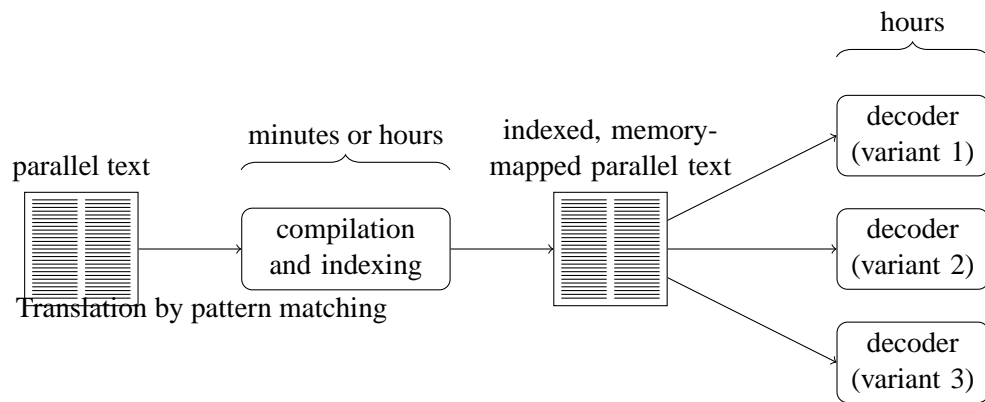 hours
decoder
(variant 1)
minutes or hours
indexed, memory-
mapped parallel text
parallel text
compilation
and indexing
decoder
(variant 2)
Translation by pattern matching
decoder
(variant 3)